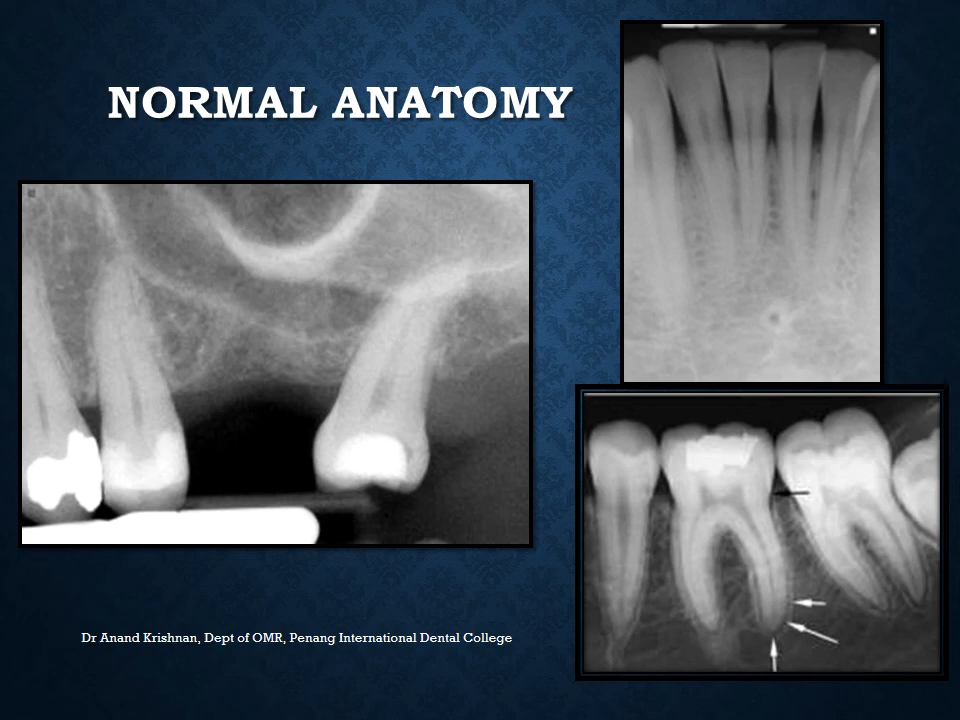 NORMAL ANATOMY
Dr Anand Krishnan, Dept of OMR, Penang International Dental College